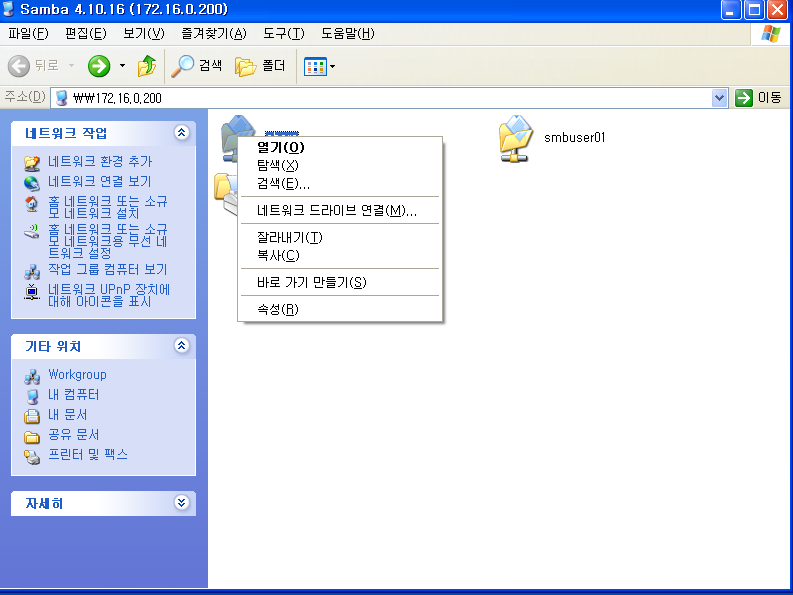 Samba 4.10.16 (172.16.0.200)
파일(F) 편집(E) 보기(V) 즐겨찾기(A) 도구(T) 도움말(H)
뒤로 검색 폴더
주소(D) ₩₩172.16.0.200 이동
네트워크 작업
네트워크 환경 추가
네트워크 연결 보기
홈 네트워크 또는 소규
모 네트워크 설치
홈 네트워크 또는 소규
모 네트워크용 무선 네
트워크 설정
작업 그룹 컴퓨터 보기
네트워크 UPnP 장치에
대해 아이콘을 표시
기타 위치
Workgroup
내 컴퓨터
내 문서
공유 문서
프린터 및 팩스
자세히
열기(O)
탐색(X)
검색(E)...
네트워크 드라이브 연결(M)...
잘라내기(T)
복사(C)
바로 가기 만들기(S)
속성(R)
smbuser01